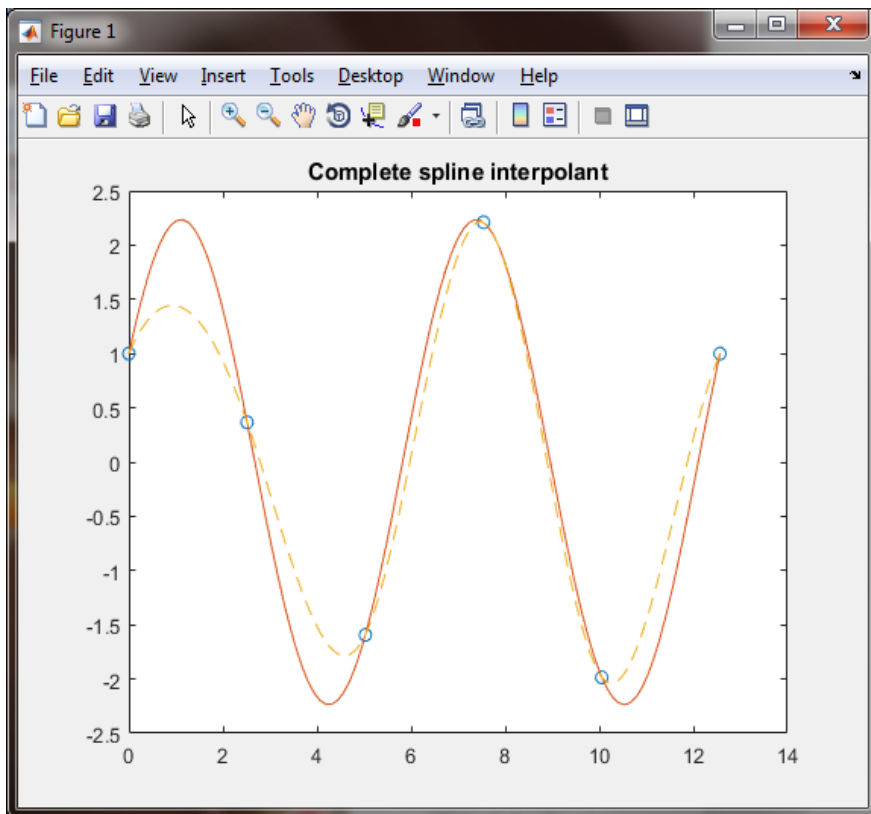 Figure 1
File Edit View Insert Tools Desktop Window Help
Complete spline interpolant
2.5
2
1.5
1
0.5
0
-0.5
-1
-1.5
-2
-2.5
0 2 4 6 8 10 12 14